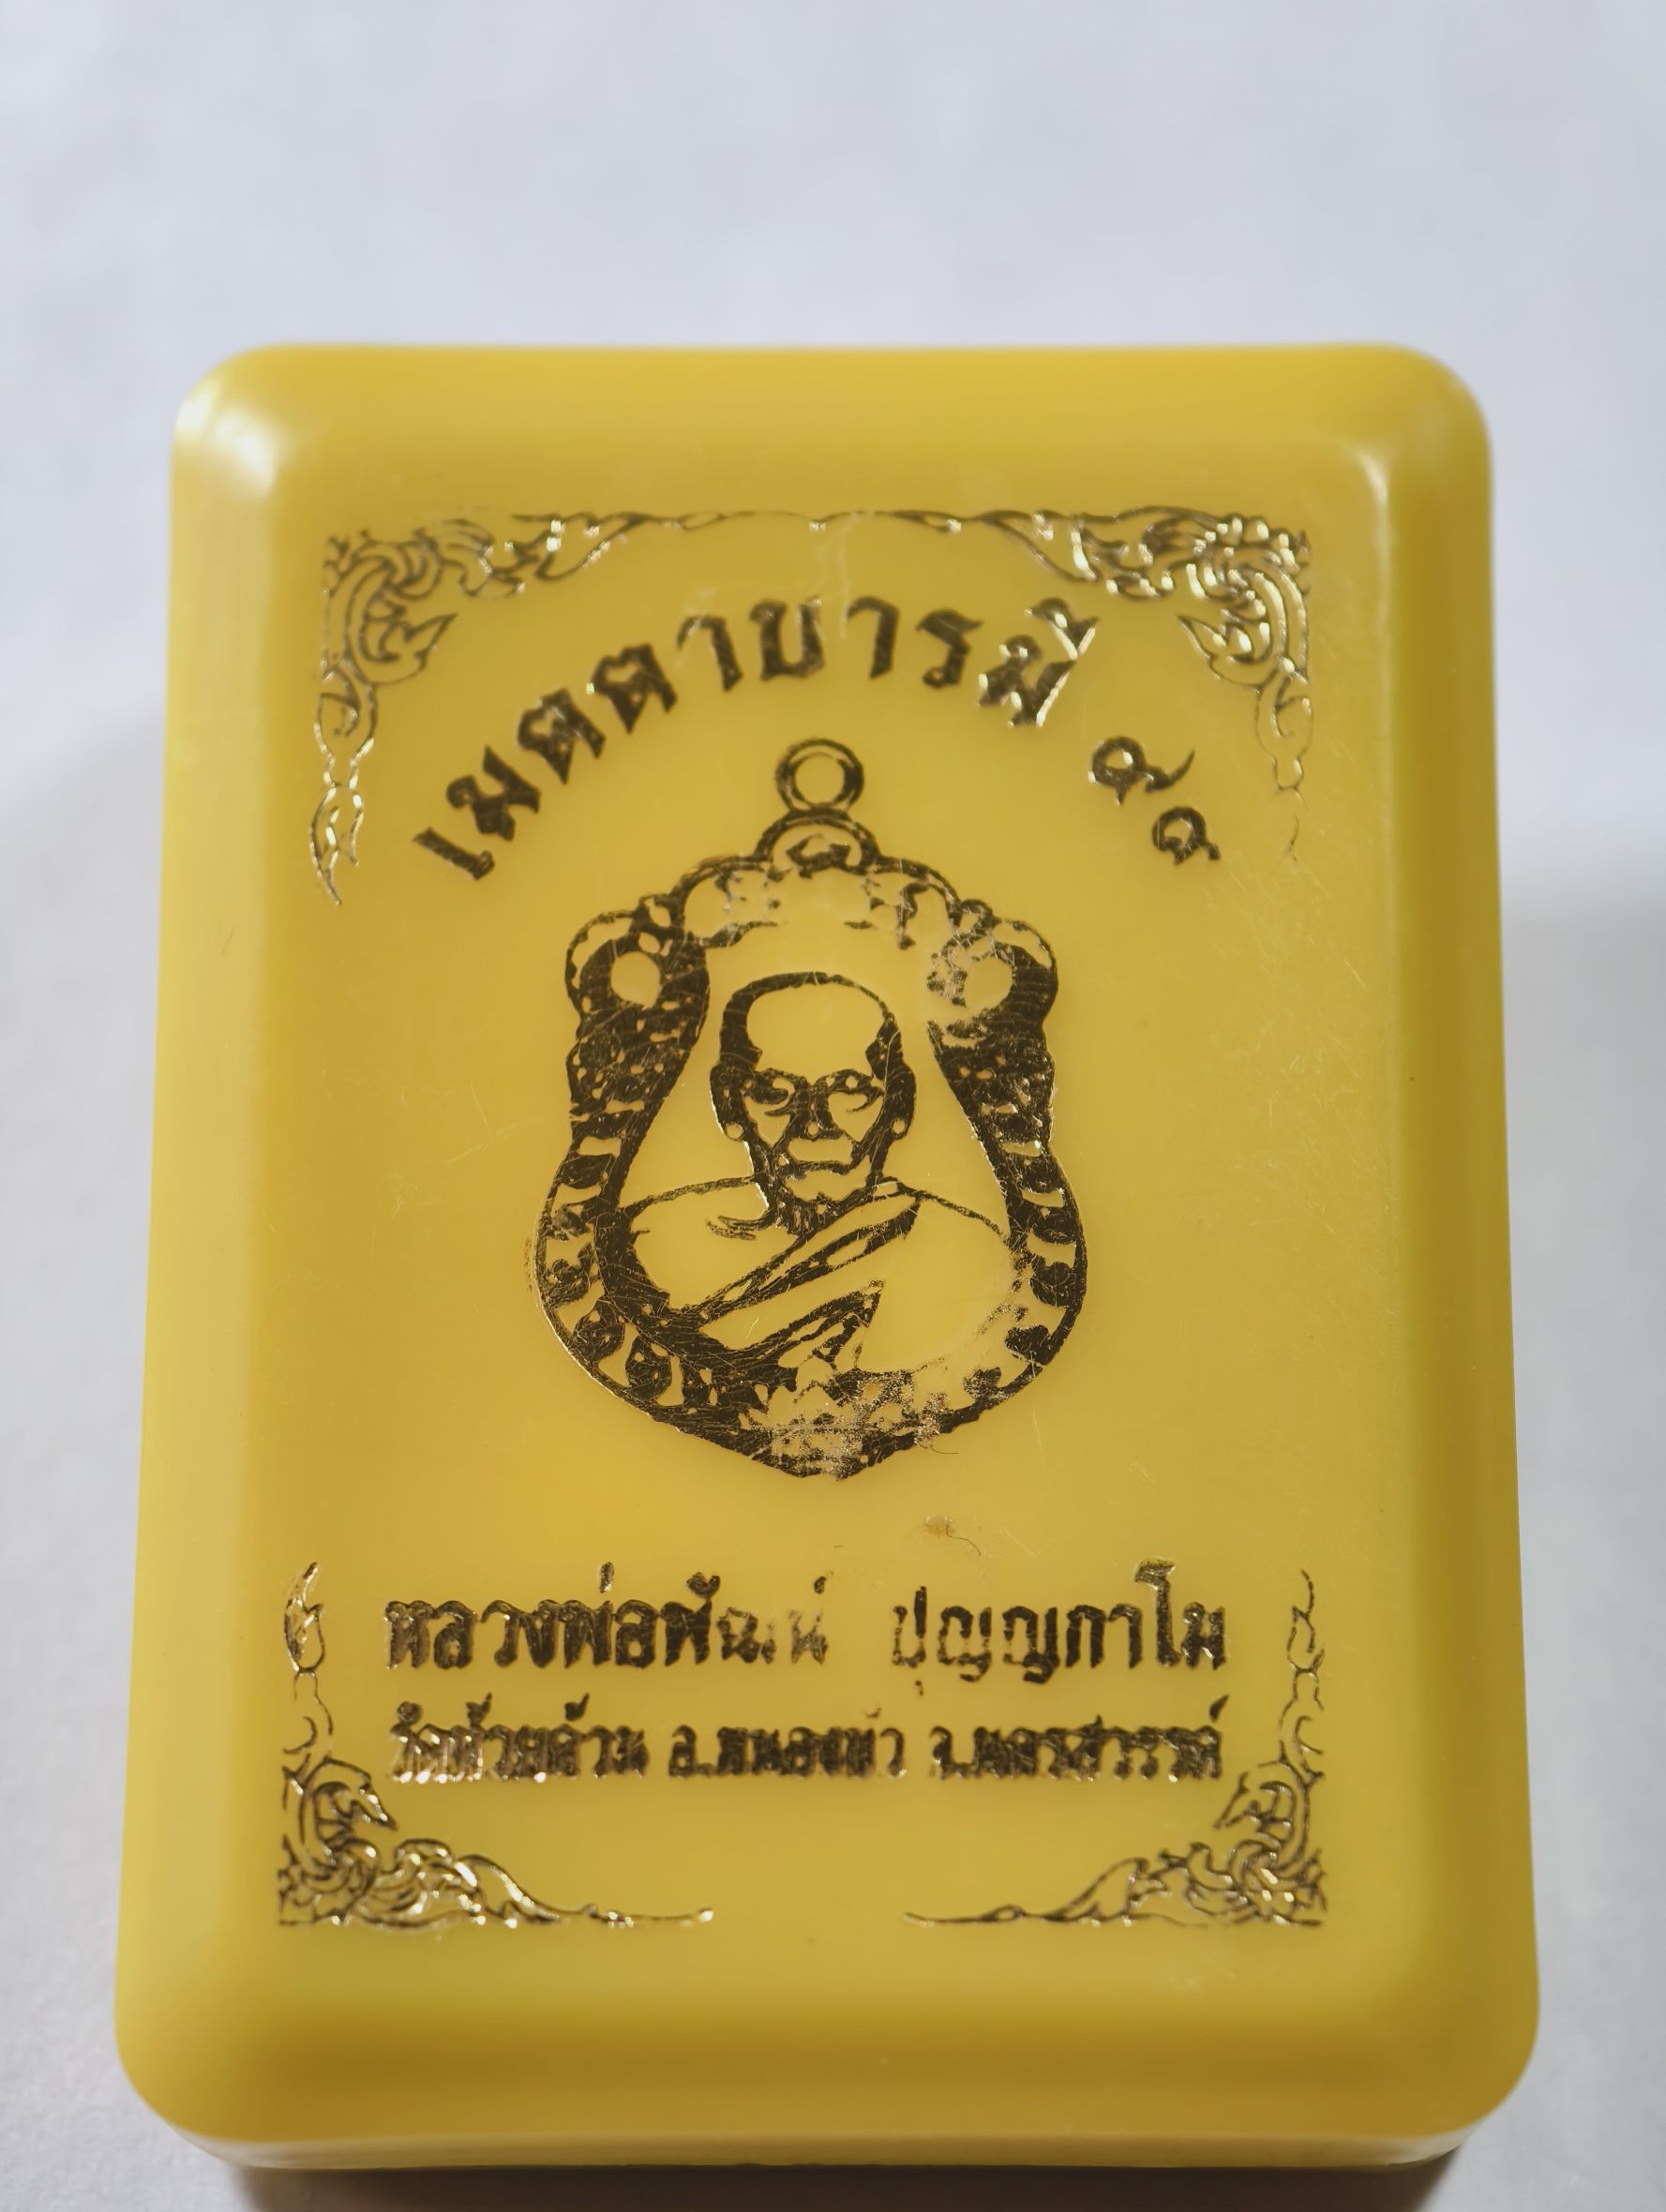 เมตตาบารมี ๙๑
หลวงพ่อพัฒน์ ปุญญกาโม
วัดห้วยด้วน อ.หนองบัว จ.นครสวรรค์